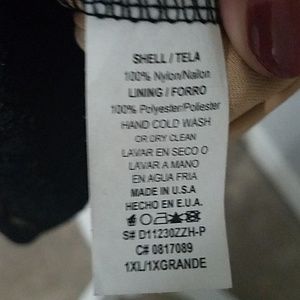 SHELL / TELA
100% Nylon/Nailon
LINING / FORRO
100% Polyester/Poliester
HAND COLD WASH
OR DRY CLEAN
LAVAR EN SECO O
LAVAR A MANO
EN AGUA FRIA
MADE IN U.S.A
HECHO EN E.U.A.
S# D11230ZZH-P
C# 0817089
1XL/1XGRANDE